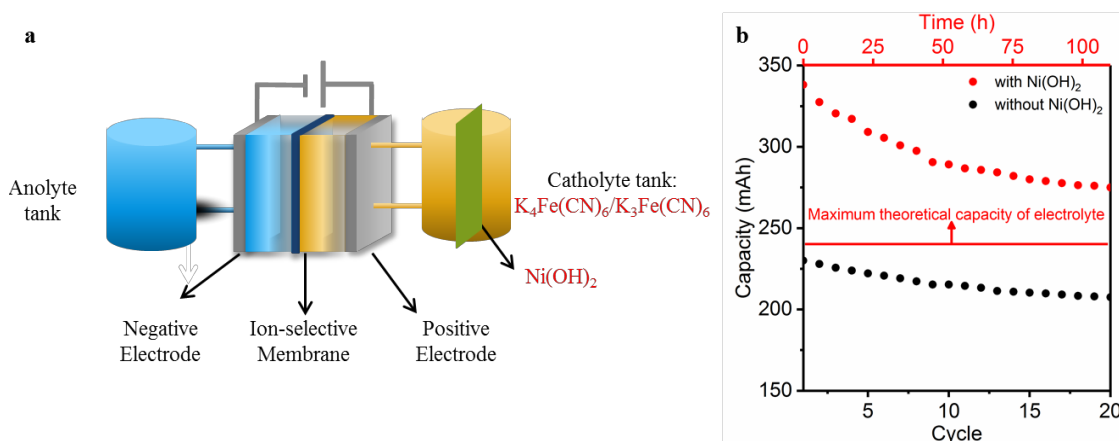 a
Anolyte
tank
Catholyte tank:
K₄Fe(CN)₆/K₃Fe(CN)₆
Ni(OH)₂
Negative
Electrode
Ion-selective
Membrane
Positive
Electrode
b
Time (h)
0 25 50 75 100
350
300
250
200
150
Capacity (mAh)
with Ni(OH)₂
without Ni(OH)₂
Maximum theoretical capacity of electrolyte
5 10 15 20
Cycle